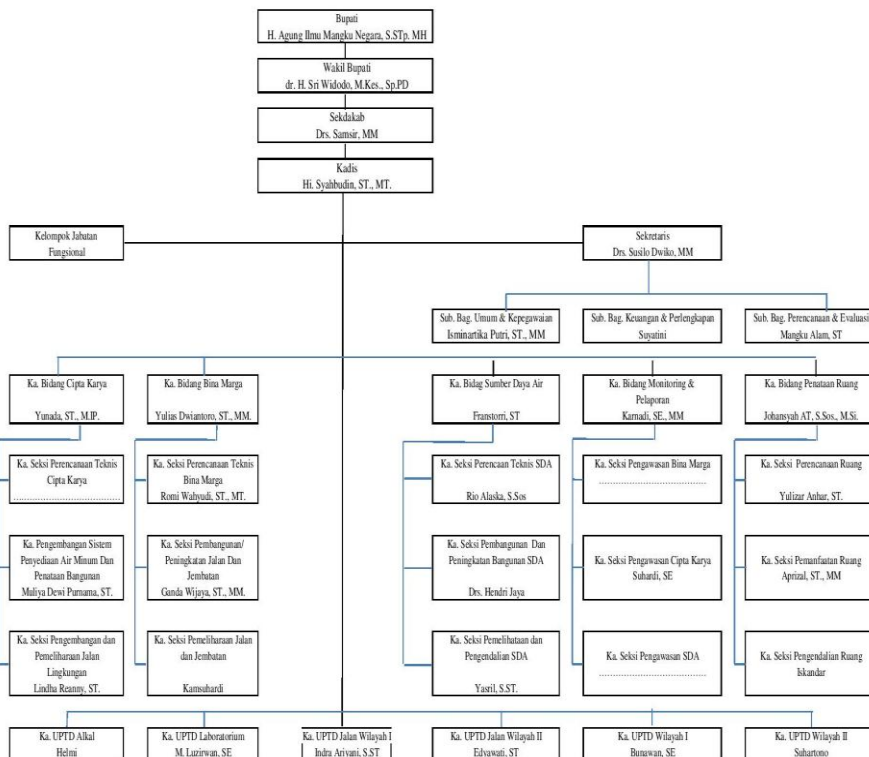 Bupati
H. Agung Ilmu Mangku Negara, S.STp. MH
Wakil Bupati
dr. H. Sri Widodo, M.Kes., Sp.PD
Sekdakab
Drs. Samsir, MM
Kadis
Hi. Syahbudin, ST., MT.
Kelompok Jabatan
Fungsional
Sekretaris
Drs. Susilo Dwiko, MM
Sub. Bag. Umum & Kepegawaian
Isminartika Putri, ST., MM
Sub. Bag. Keuangan & Perlengkapan
Suyatini
Sub. Bag. Perencanaan & Evaluasi
Mangku Alam, ST
Ka. Bidang Cipta Karya
Yunada, ST., M.IP.
Ka. Bidang Bina Marga
Yulias Dwiantoro, ST., MM.
Ka. Bidag Sumber Daya Air
Franstorri, ST
Ka. Bidang Monitoring &
Pelaporan
Karnadi, SE., MM
Ka. Bidang Penataan Ruang
Johansyah AT, S.Sos., M.Si.
Ka. Seksi Perencanaan Teknis
Cipta Karya
......................................
Ka. Seksi Perencanaan Teknis
Bina Marga
Romi Wahyudi, ST., MT.
Ka. Seksi Perencaan Teknis SDA
Rio Alaska, S.Sos
Ka. Seksi Pengawasan Bina Marga
......................................
Ka. Seksi Perencanaan Ruang
Yulizar Anhar, ST.
Ka. Pengembangan Sistem
Penyediaan Air Minum Dan
Penataan Bangunan
Muliya Dewi Purnama, ST.
Ka. Seksi Pembangunan/
Peningkatan Jalan Dan
Jembatan
Ganda Wijaya, ST., MM.
Ka. Seksi Pembangunan Dan
Peningkatan Bangunan SDA
Drs. Hendri Jaya
Ka. Seksi Pengawasan Cipta Karya
Suhardi, SE
Ka. Seksi Pemanfaatan Ruang
Aprizal, ST., MM
Ka. Seksi Pengembangan dan
Pemeliharaan Jalan
Lingkungan
Lindha Reanny, ST.
Ka. Seksi Pemeliharaan Jalan
dan Jembatan
Kamsuhardi
Ka. Seksi Pemelihataan dan
Pengendalian SDA
Yasril, S.ST.
Ka. Seksi Pengawasan SDA
......................................
Ka. Seksi Pengendalian Ruang
Iskandar
Ka. UPTD Alkal
Helmi
Ka. UPTD Laboratorium
M. Luzirwan, SE
Ka. UPTD Jalan Wilayah I
Indra Ariyani, S.ST
Ka. UPTD Jalan Wilayah II
Edyawati, ST
Ka. UPTD Wilayah I
Bunawan, SE
Ka. UPTD Wilayah II
Suhartono